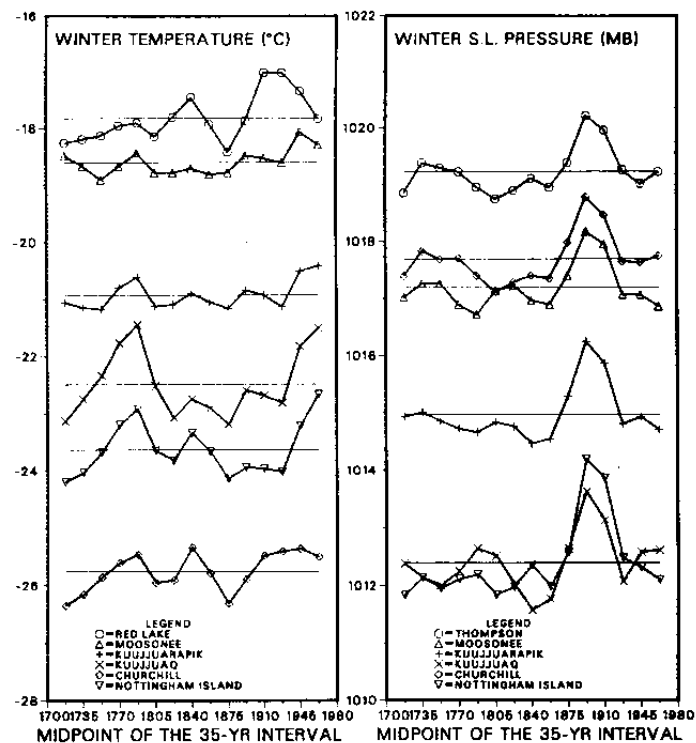 WINTER TEMPERATURE (°C)
-16
-18
-20
-22
-24
-26
-28
LEGEND
=RED LAKE
=MOOSONEE
=KUUJJUARAPIK
=KUUJJUAQ
=CHURCHILL
=NOTTINGHAM ISLAND
1700 1735 1770 1805 1840 1875 1910 1945 1980
MIDPOINT OF THE 35-YR INTERVAL
WINTER S.L. PRESSURE (MB)
1022
1020
1018
1016
1014
1012
1010
LEGEND
=THOMPSON
=MOOSONEE
=KUUJJUARAPIK
=KUUJJUAQ
=CHURCHILL
=NOTTINGHAM ISLAND
1700 1735 1770 1805 1840 1875 1910 1945 1980
MIDPOINT OF THE 35-YR INTERVAL